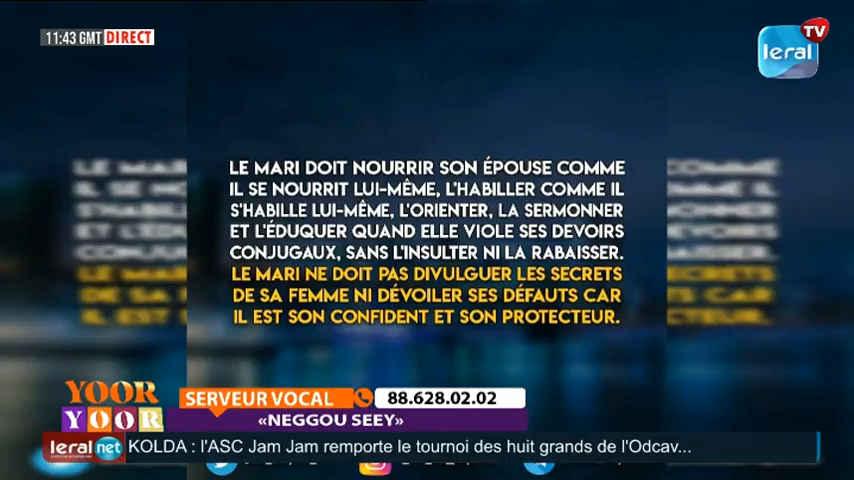 11:43 GMT DIRECT
TV
leral
LE MARI DOIT NOURRIR SON ÉPOUSE COMME
IL SE NOURRIT LUI-MÊME, L'HABILLER COMME IL
S'HABILLE LUI-MÊME, L'ORIENTER, LA SERMONNER
ET L'ÉDUQUER QUAND ELLE VIOLE SES DEVOIRS
CONJUGAUX, SANS L'INSULTER NI LA RABAISSER.
LE MARI NE DOIT PAS DIVULGUER LES SECRETS
DE SA FEMME NI DÉVOILER SES DÉFAUTS CAR
IL EST SON CONFIDENT ET SON PROTECTEUR.
YOOR
YOOR
SERVEUR VOCAL 88.628.02.02
«NEGGOU SEEY»
leral net KOLDA : l'ASC Jam Jam remporte le tournoi des huit grands de l'Odcav...